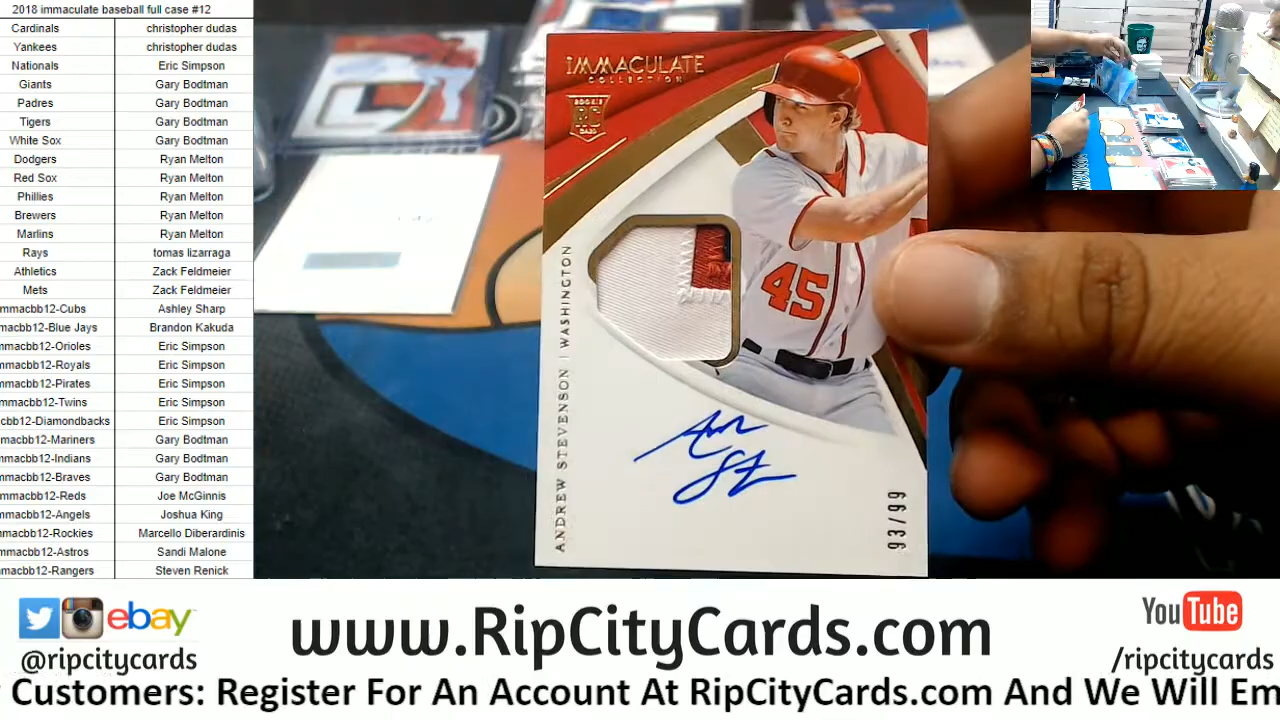 2018 immaculate baseball full case #12
Cardinals christopher dudas
Yankees christopher dudas
Nationals Eric Simpson
Giants Gary Bodtman
Padres Gary Bodtman
Tigers Gary Bodtman
White Sox Gary Bodtman
Dodgers Ryan Melton
Red Sox Ryan Melton
Phillies Ryan Melton
Brewers Ryan Melton
Marlins Ryan Melton
Rays tomas lizarraga
Athletics Zack Feldmeier
Mets Zack Feldmeier
mmacbb12-Cubs Ashley Sharp
macbb12-Blue Jays Brandon Kakuda
mmacbb12-Orioles Eric Simpson
mmacbb12-Royals Eric Simpson
mmacbb12-Pirates Eric Simpson
mmacbb12-Twins Eric Simpson
cbb12-Diamondbacks Eric Simpson
macbb12-Mariners Gary Bodtman
mmacbb12-Indians Gary Bodtman
mmacbb12-Braves Gary Bodtman
mmacbb12-Reds Joe McGinnis
mmacbb12-Angels Joshua King
mmacbb12-Rockies Marcello Diberardinis
mmacbb12-Astros Sandi Malone
mmacbb12-Rangers Steven Renick
IMMACULATE
COLLECTION
RC
45
ANDREW STEVENSON | WASHINGTON
93/99
ebay
@ripcitycards
www.RipCityCards.com
YouTube
/ripcitycards
Customers: Register For An Account At RipCityCards.com And We Will Em